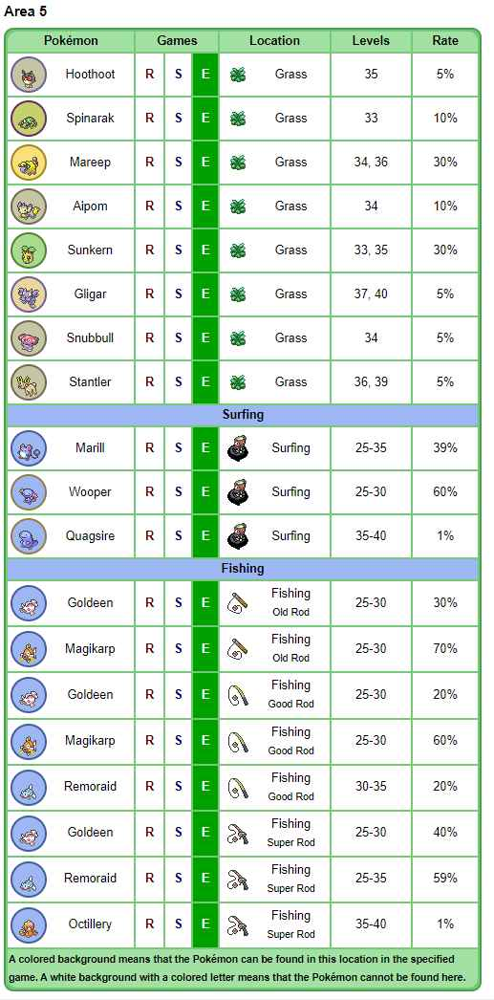 Area 5
Pokémon Games Location Levels Rate
Hoothoot R S E Grass 35 5%
Spinarak R S E Grass 33 10%
Mareep R S E Grass 34, 36 30%
Aipom R S E Grass 34 10%
Sunkern R S E Grass 33, 35 30%
Gligar R S E Grass 37, 40 5%
Snubbull R S E Grass 34 5%
Stantler R S E Grass 36, 39 5%
Surfing
Marill R S E Surfing 25-35 39%
Wooper R S E Surfing 25-30 60%
Quagsire R S E Surfing 35-40 1%
Fishing
Goldeen R S E Fishing Old Rod 25-30 30%
Magikarp R S E Fishing Old Rod 25-30 70%
Goldeen R S E Fishing Good Rod 25-30 20%
Magikarp R S E Fishing Good Rod 25-30 60%
Remoraid R S E Fishing Good Rod 30-35 20%
Goldeen R S E Fishing Super Rod 25-30 40%
Remoraid R S E Fishing Super Rod 25-35 59%
Octillery R S E Fishing Super Rod 35-40 1%
A colored background means that the Pokémon can be found in this location in the specified
game. A white background with a colored letter means that the Pokémon cannot be found here.